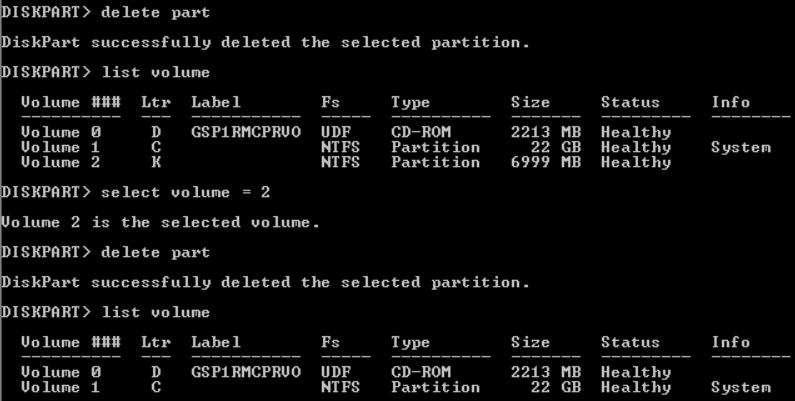 DISKPART> delete part
DiskPart successfully deleted the selected partition.
DISKPART> list volume
Volume ### Ltr Label Fs Type Size Status Info
---------- --- ----------- ----- ---------- ------- --------- --------
Volume 0 D GSP1RMCPRVO UDF CD-ROM 2213 MB Healthy
Volume 1 C NTFS Partition 22 GB Healthy System
Volume 2 K NTFS Partition 6999 MB Healthy
DISKPART> select volume = 2
Volume 2 is the selected volume.
DISKPART> delete part
DiskPart successfully deleted the selected partition.
DISKPART> list volume
Volume ### Ltr Label Fs Type Size Status Info
---------- --- ----------- ----- ---------- ------- --------- --------
Volume 0 D GSP1RMCPRVO UDF CD-ROM 2213 MB Healthy
Volume 1 C NTFS Partition 22 GB Healthy System